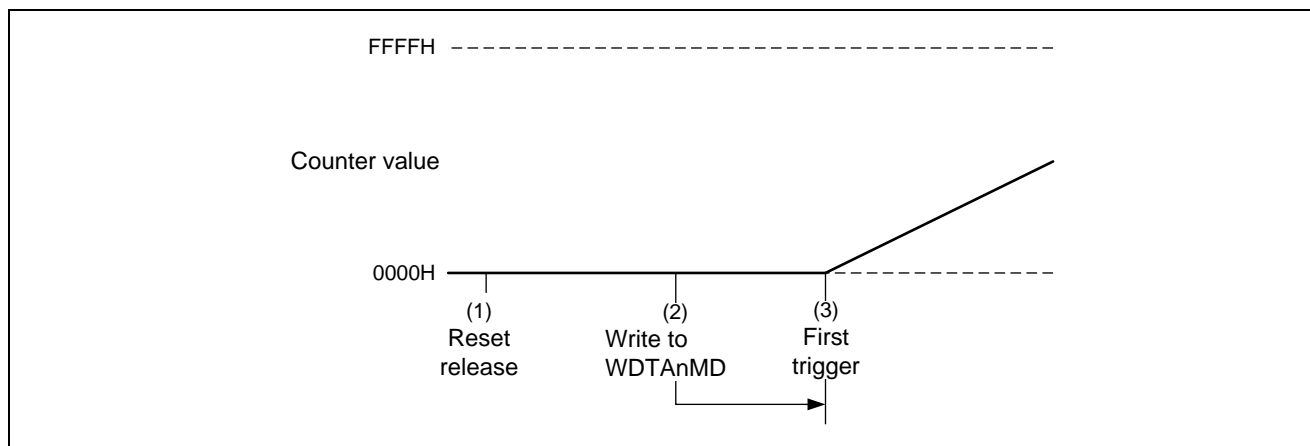 FFFFH
Counter value
0000H
(1)
Reset
release
(2)
Write to
WDTAnMD
(3)
First
trigger